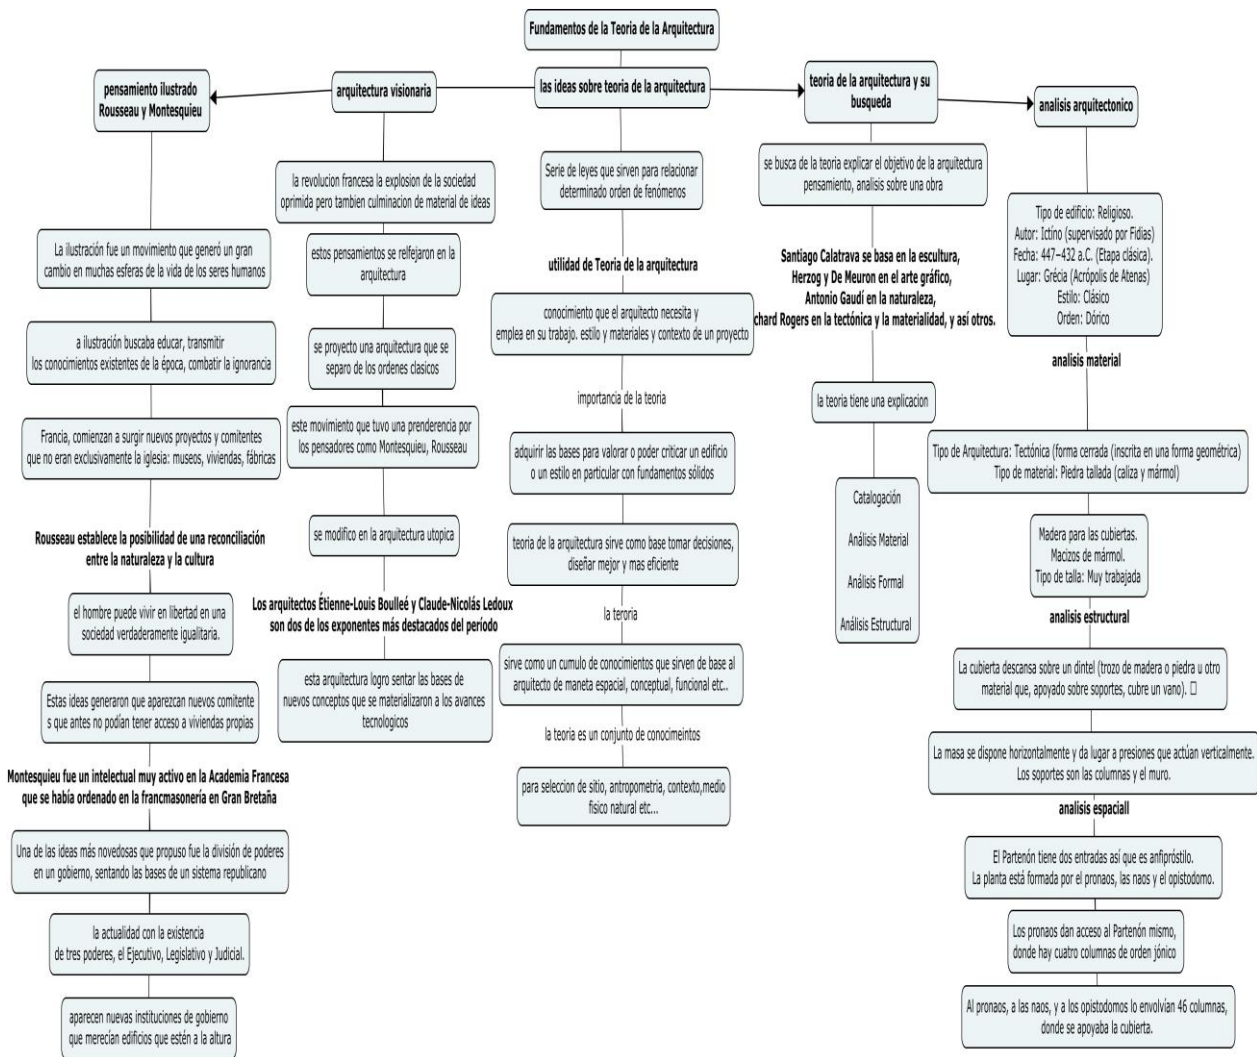 Fundamentos de la Teoria de la Arquitectura
pensamiento ilustrado
Rousseau y Montesquieu
La ilustración fue un movimiento que generó un gran
cambio en muchas esferas de la vida de los seres humanos
a ilustración buscaba educar, transmitir
los conocimientos existentes de la época, combatir la ignorancia
Francia, comienzan a surgir nuevos proyectos y comitentes
que no eran exclusivamente la iglesia: museos, viviendas, fábricas
Rousseau establece la posibilidad de una reconciliación
entre la naturaleza y la cultura
el hombre puede vivir en libertad en una
sociedad verdaderamente igualitaria.
Estas ideas generaron que aparezcan nuevos comitente
s que antes no podían tener acceso a viviendas propias
Montesquieu fue un intelectual muy activo en la Academia Francesa
que se había ordenado en la francmasonería en Gran Bretaña
Una de las ideas más novedosas que propuso fue la división de poderes
en un gobierno, sentando las bases de un sistema republicano
la actualidad con la existencia
de tres poderes, el Ejecutivo, Legislativo y Judicial.
aparecen nuevas instituciones de gobierno
que merecían edificios que estén a la altura
arquitectura visionaria
la revolucion francesa la explosion de la sociedad
oprimida pero tambien culminacion de material de ideas
estos pensamientos se relfejaron en la
arquitectura
se proyecto una arquitectura que se
separo de los ordenes clasicos
este movimiento que tuvo una prenderencia por
los pensadores como Montesquieu, Rousseau
se modifico en la arquitectura utopica
Los arquitectos Étienne-Louis Boulleé y Claude-Nicolás Ledoux
son dos de los exponentes más destacados del período
esta arquitectura logro sentar las bases de
nuevos conceptos que se materializaron a los avances
tecnologicos
las ideas sobre teoria de la arquitectura
Serie de leyes que sirven para relacionar
determinado orden de fenómenos
utilidad de Teoria de la arquitectura
conocimiento que el arquitecto necesita y
emplea en su trabajo. estilo y materiales y contexto de un proyecto
importancia de la teoria
adquirir las bases para valorar o poder criticar un edificio
o un estilo en particular con fundamentos sólidos
teoria de la arquitectura sirve como base tomar decisiones,
diseñar mejor y mas eficiente
la teroria
sirve como un cumulo de conocimientos que sirven de base al
arquitecto de maneta espacial, conceptual, funcional etc..
la teoria es un conjunto de conocimeintos
para seleccion de sitio, antropometría, contexto,medio
fisico natural etc...
teoria de la arquitectura y su
busqueda
se busca de la teoria explicar el objetivo de la arquitectura
pensamiento, analisis sobre una obra
Santiago Calatrava se basa en la escultura,
Herzog y De Meuron en el arte gráfico,
Antonio Gaudí en la naturaleza,
chard Rogers en la tectónica y la materialidad, y así otros.
la teoria tiene una explicacion
Catalogación
Análisis Material
Análisis Formal
Análisis Estructural
analisis arquitectonico
Tipo de edificio: Religioso.
Autor: Ictíno (supervisado por Fidias)
Fecha: 447–432 a.C. (Etapa clásica).
Lugar: Grécia (Acrópolis de Atenas)
Estilo: Clásico
Orden: Dórico
analisis material
Tipo de Arquitectura: Tectónica (forma cerrada (inscrita en una forma geométrica)
Tipo de material: Piedra tallada (caliza y mármol)
Madera para las cubiertas.
Macizos de mármol.
Tipo de talla: Muy trabajada
analisis estructural
La cubierta descansa sobre un dintel (trozo de madera o piedra u otro
material que, apoyado sobre soportes, cubre un vano). 
La masa se dispone horizontalmente y da lugar a presiones que actúan verticalmente.
Los soportes son las columnas y el muro.
analisis espaciall
El Partenón tiene dos entradas así que es anfipróstilo.
La planta está formada por el pronaos, las naos y el opistodomo.
Los pronaos dan acceso al Partenón mismo,
donde hay cuatro columnas de orden jónico
Al pronaos, a las naos, y a los opistodomos lo envolvían 46 columnas,
donde se apoyaba la cubierta.